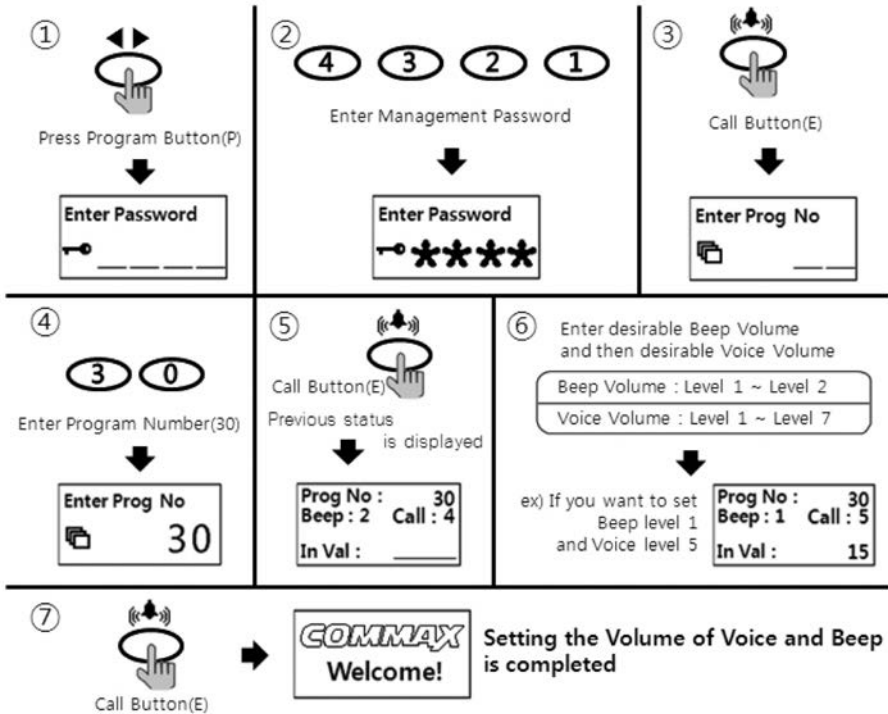 ①
Press Program Button(P)
Enter Password
②
4 3 2 1
Enter Management Password
Enter Password
③
Call Button(E)
Enter Prog No
④
3 0
Enter Program Number(30)
Enter Prog No
30
⑤
Call Button(E)
Previous status
is displayed
Prog No : 30
Beep : 2 Call : 4
In Val :
⑥
Enter desirable Beep Volume
and then desirable Voice Volume
Beep Volume : Level 1 ~ Level 2
Voice Volume : Level 1 ~ Level 7
ex) If you want to set
Beep level 1
and Voice level 5
Prog No : 30
Beep : 1 Call : 5
In Val : 15
⑦
Call Button(E)
COMMAX
Welcome!
Setting the Volume of Voice and Beep
is completed